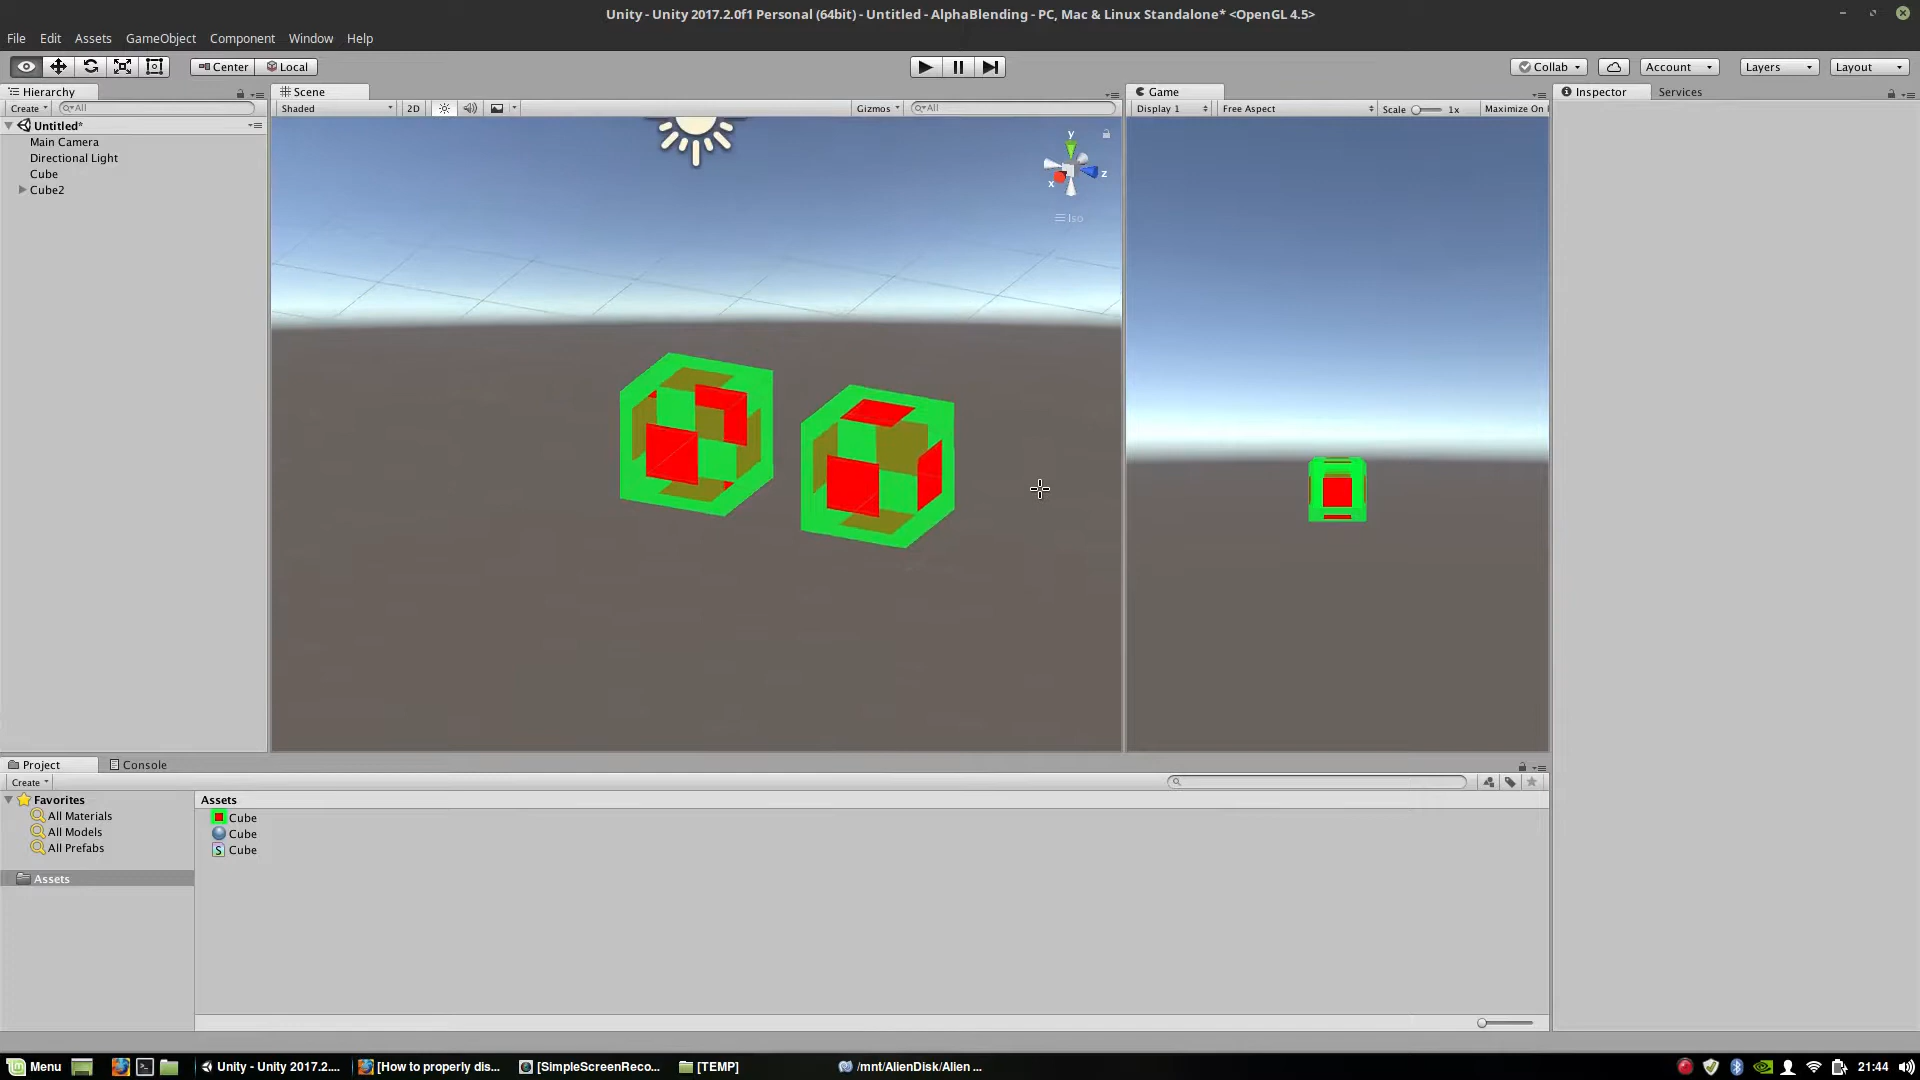 Unity - Unity 2017.2.0f1 Personal (64bit) - Untitled - AlphaBlending - PC, Mac & Linux Standalone* <OpenGL 4.5>
File Edit Assets GameObject Component Window Help
Center Local Collab Account Layers Layout
Hierarchy Scene Game Inspector Services
Create All Shaded 2D Gizmos All Display 1 Free Aspect Scale 1x Maximize On
Untitled*
Main Camera
Directional Light
Cube
Cube2
y
z
x
Iso
Project Console
Create
Favorites
All Materials
All Models
All Prefabs
Assets
Assets
Cube
Cube
S Cube
Menu Unity - Unity 2017.2.... [How to properly dis... [SimpleScreenReco... [TEMP] /mnt/AlienDisk/Alien ... 21:44